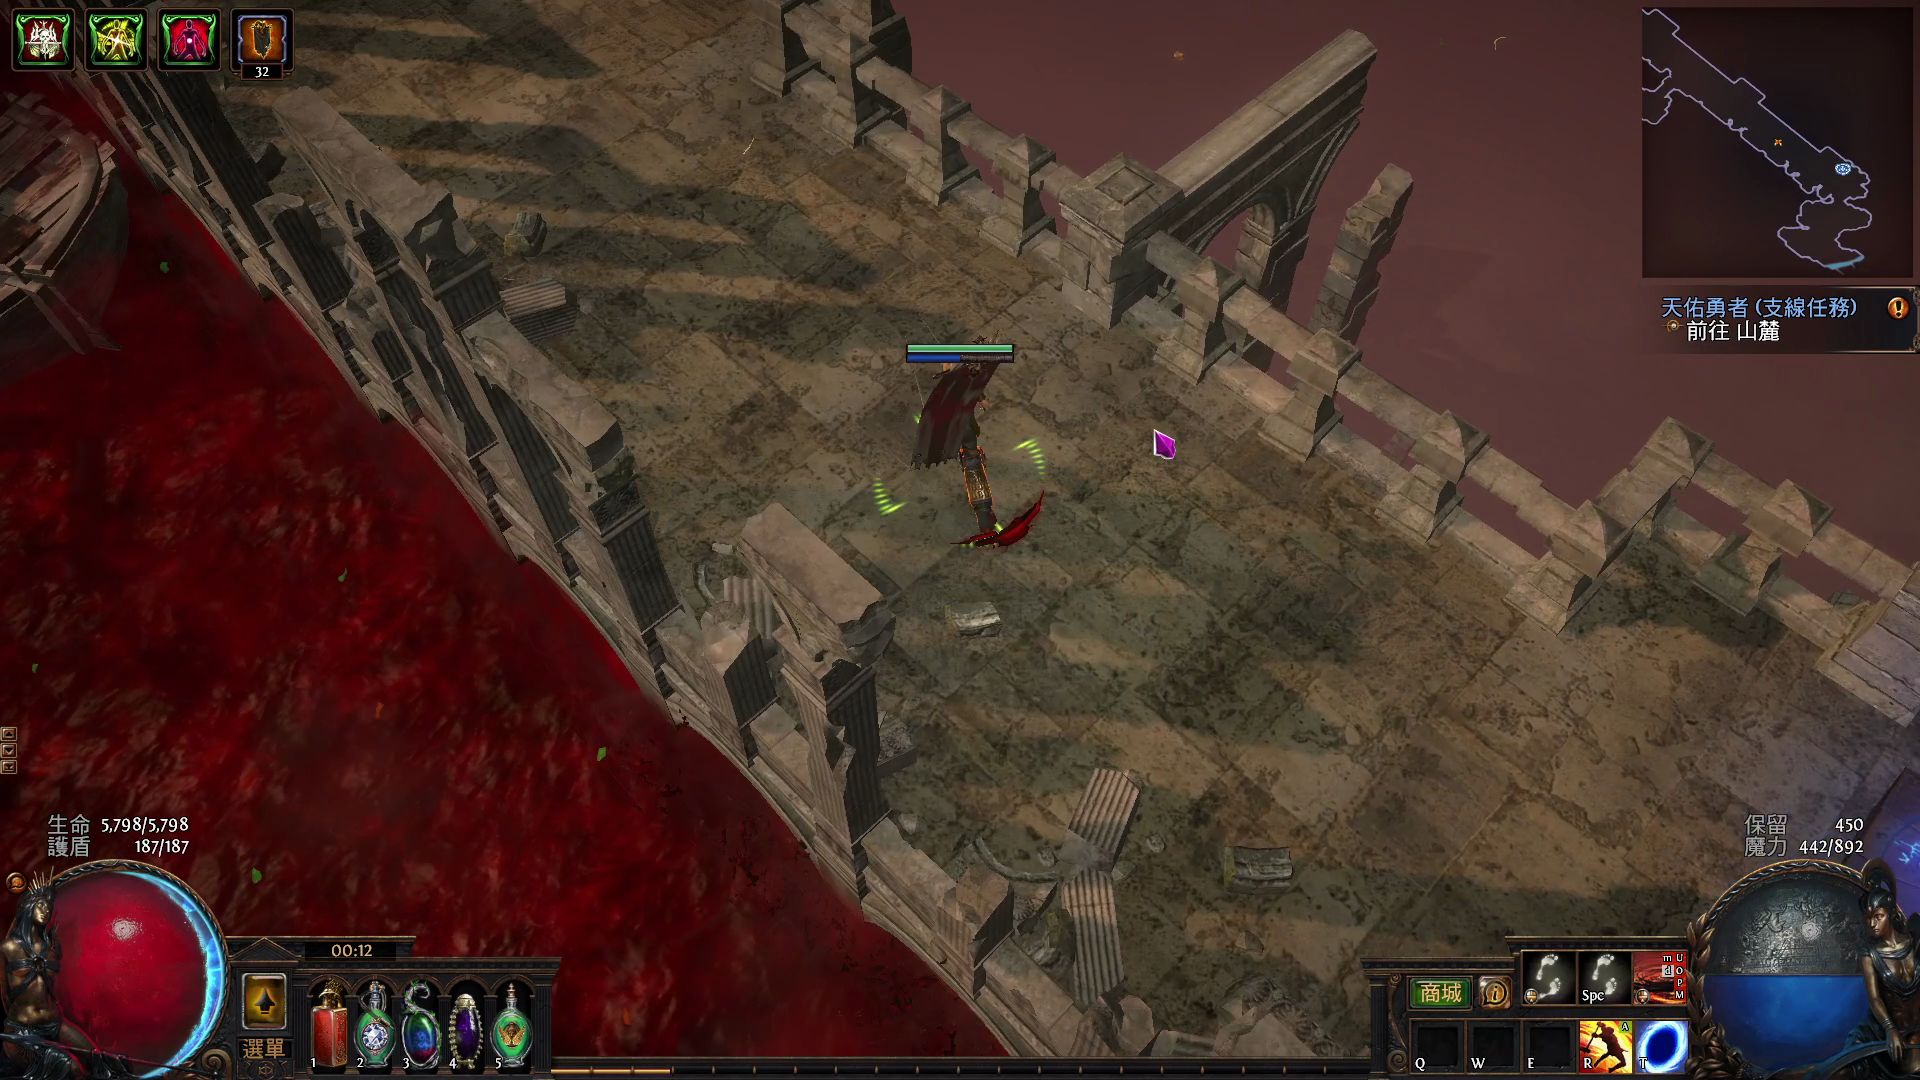 32
天佑勇者 (支線任務)
前往 山麓
生命 5,798/5,798
護盾 187/187
保留 450
魔力 442/892
00:12
選單
1
2
3
4
5
商城
Spc
m U
d O
P
M
Q
W
E
R
A
T